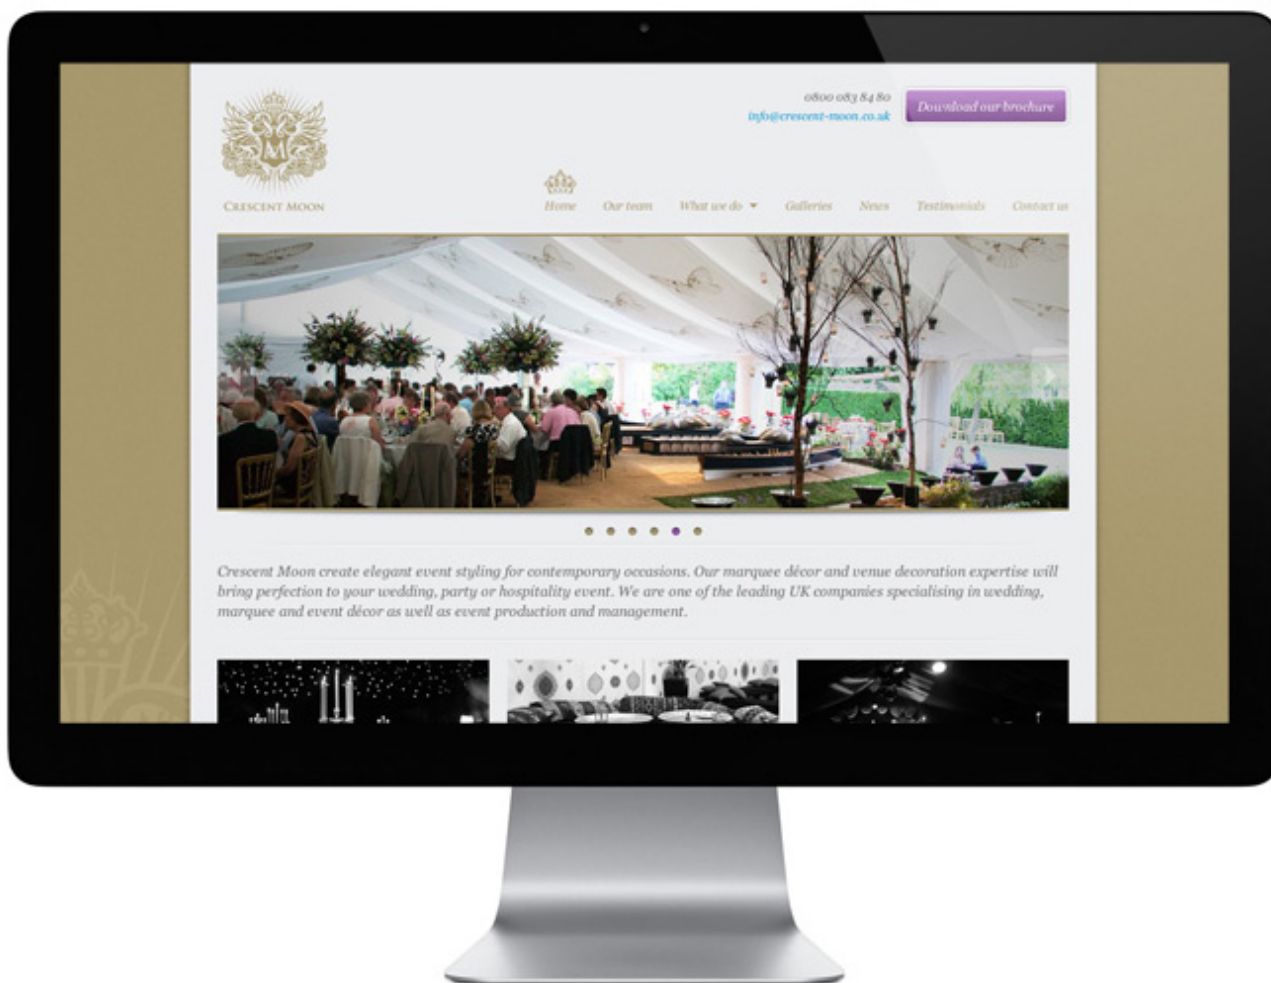 0800 083 84 80
info@crescent-moon.co.uk
Download our brochure
M
CRESCENT MOON
Home Our team What we do Galleries News Testimonials Contact us
Crescent Moon create elegant event styling for contemporary occasions. Our marquee décor and venue decoration expertise will
bring perfection to your wedding, party or hospitality event. We are one of the leading UK companies specialising in wedding,
marquee and event décor as well as event production and management.